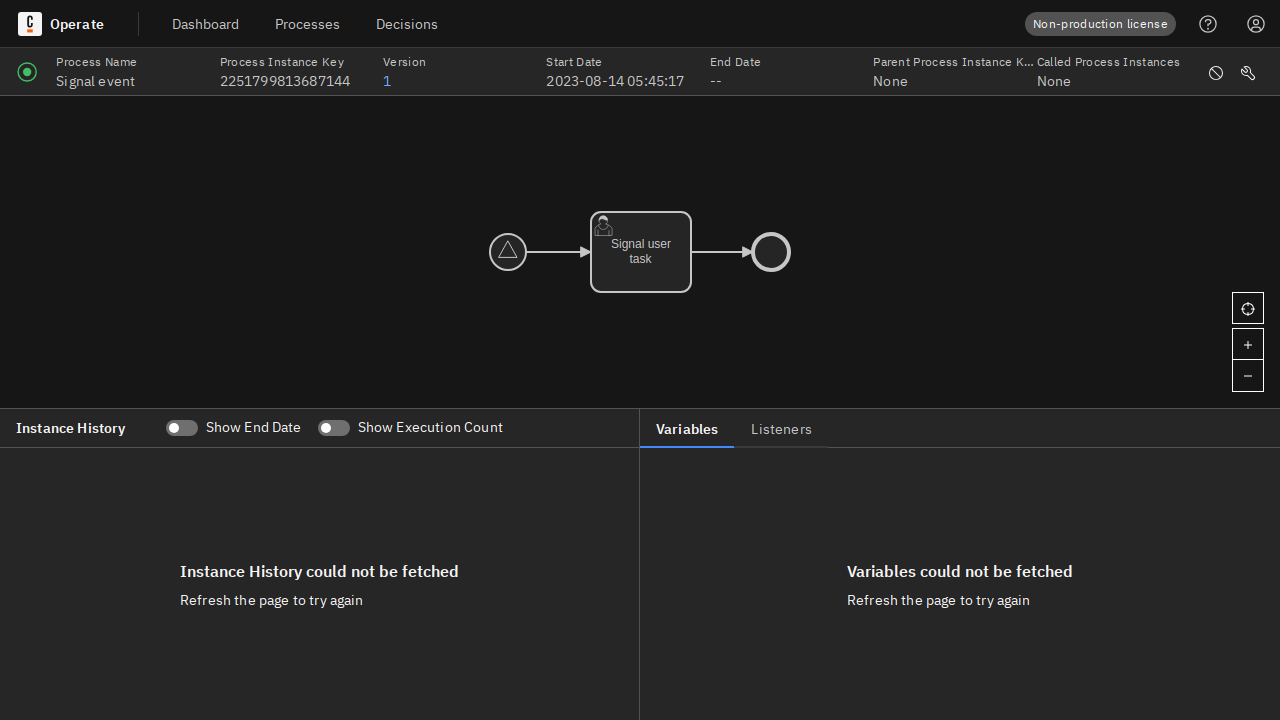 C Operate
Dashboard
Processes
Decisions
Non-production license
Process Name
Signal event
Process Instance Key
22517998​13687144
Version
1
Start Date
2023-08-14 05:45:17
End Date
--
Parent Process Instance K...
None
Called Process Instances
None
Signal user
task
Instance History
Show End Date
Show Execution Count
Variables
Listeners
Instance History could not be fetched
Refresh the page to try again
Variables could not be fetched
Refresh the page to try again